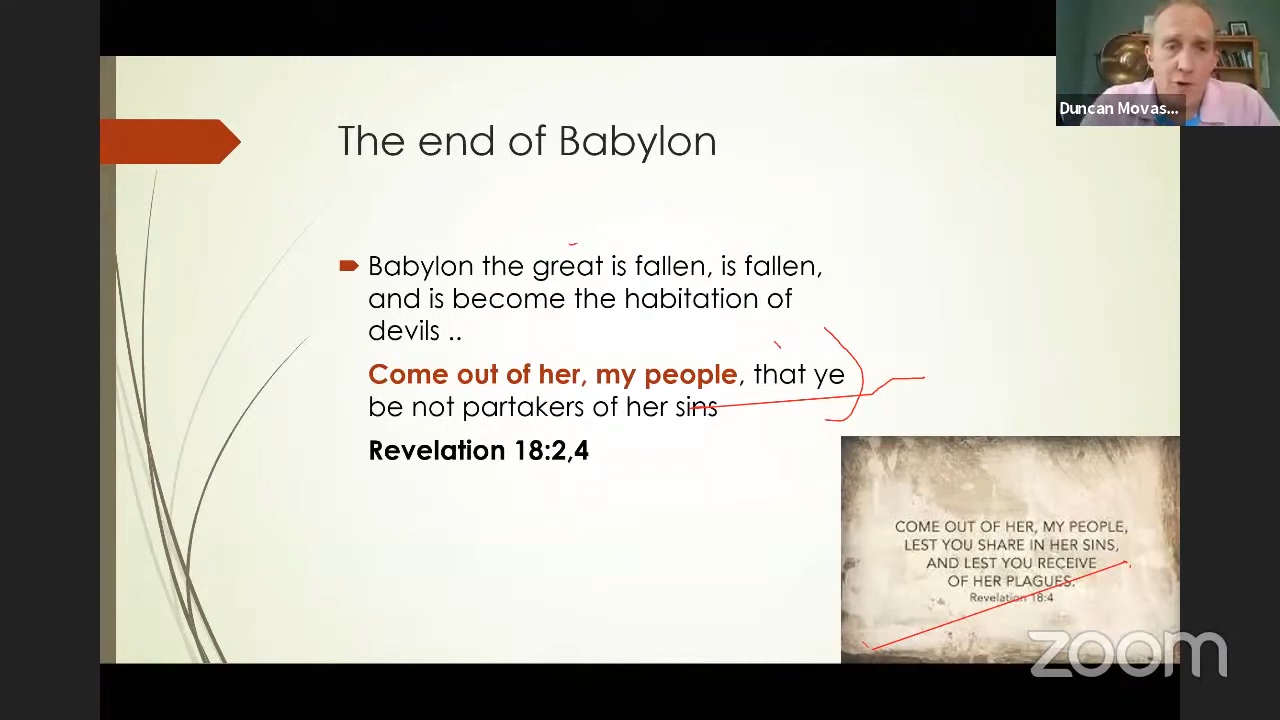 Duncan Movas...
The end of Babylon
Babylon the great is fallen, is fallen,
and is become the habitation of
devils ..
Come out of her, my people, that ye
be not partakers of her sins
Revelation 18:2,4
COME OUT OF HER, MY PEOPLE,
LEST YOU SHARE IN HER SINS,
AND LEST YOU RECEIVE
OF HER PLAGUES.
Revelation 18:4
zoom